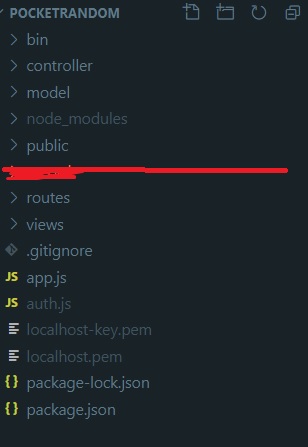 POCKETRANDOM
bin
controller
model
node_modules
public
routes
views
.gitignore
JS app.js
JS auth.js
localhost-key.pem
localhost.pem
{} package-lock.json
{} package.json